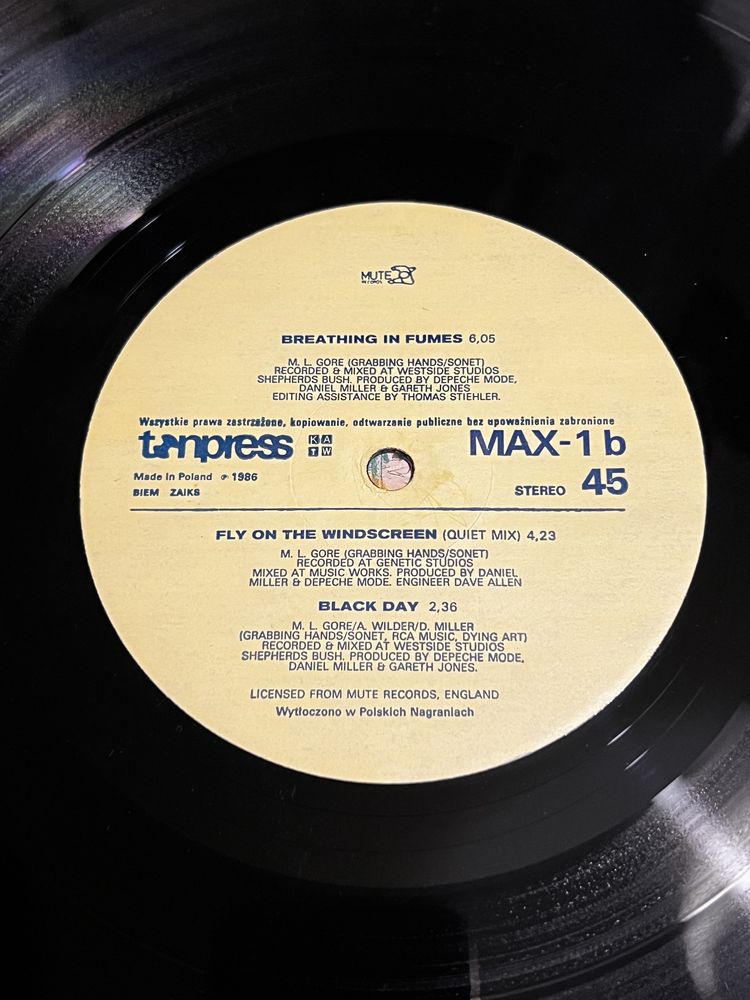 MUTE
RECORDS
BREATHING IN FUMES 6,05
M. L. GORE (GRABBING HANDS/SONET)
RECORDED & MIXED AT WESTSIDE STUDIOS
SHEPHERDS BUSH. PRODUCED BY DEPECHE MODE,
DANIEL MILLER & GARETH JONES
EDITING ASSISTANCE BY THOMAS STIEHLER.
Wszystkie prawa zastrzeżone, kopiowanie, odtwarzanie publiczne bez upoważnienia zabronione
tonpress KAW MAX-1 b
Made in Poland ℗ 1986
BIEM ZAIKS STEREO 45
FLY ON THE WINDSCREEN (QUIET MIX) 4,23
M. L. GORE (GRABBING HANDS/SONET)
RECORDED AT GENETIC STUDIOS
MIXED AT MUSIC WORKS. PRODUCED BY DANIEL
MILLER & DEPECHE MODE. ENGINEER DAVE ALLEN
BLACK DAY 2,36
M. L. GORE/A. WILDER/D. MILLER
(GRABBING HANDS/SONET, RCA MUSIC, DYING ART)
RECORDED & MIXED AT WESTSIDE STUDIOS
SHEPHERDS BUSH. PRODUCED BY DEPECHE MODE,
DANIEL MILLER & GARETH JONES.
LICENSED FROM MUTE RECORDS, ENGLAND
Wytłoczono w Polskich Nagraniach